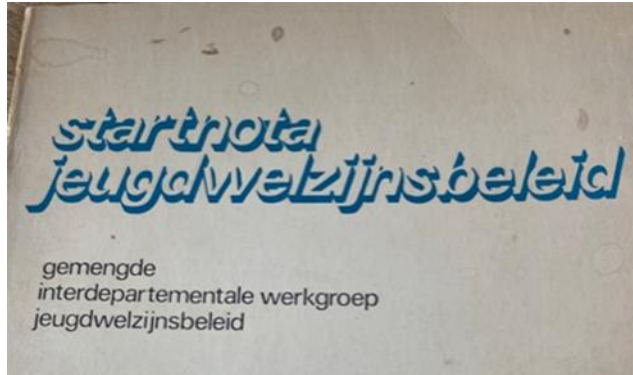 startnota
jeugdwelzijnsbeleid
gemengde
interdepartementale werkgroep
jeugdwelzijnsbeleid